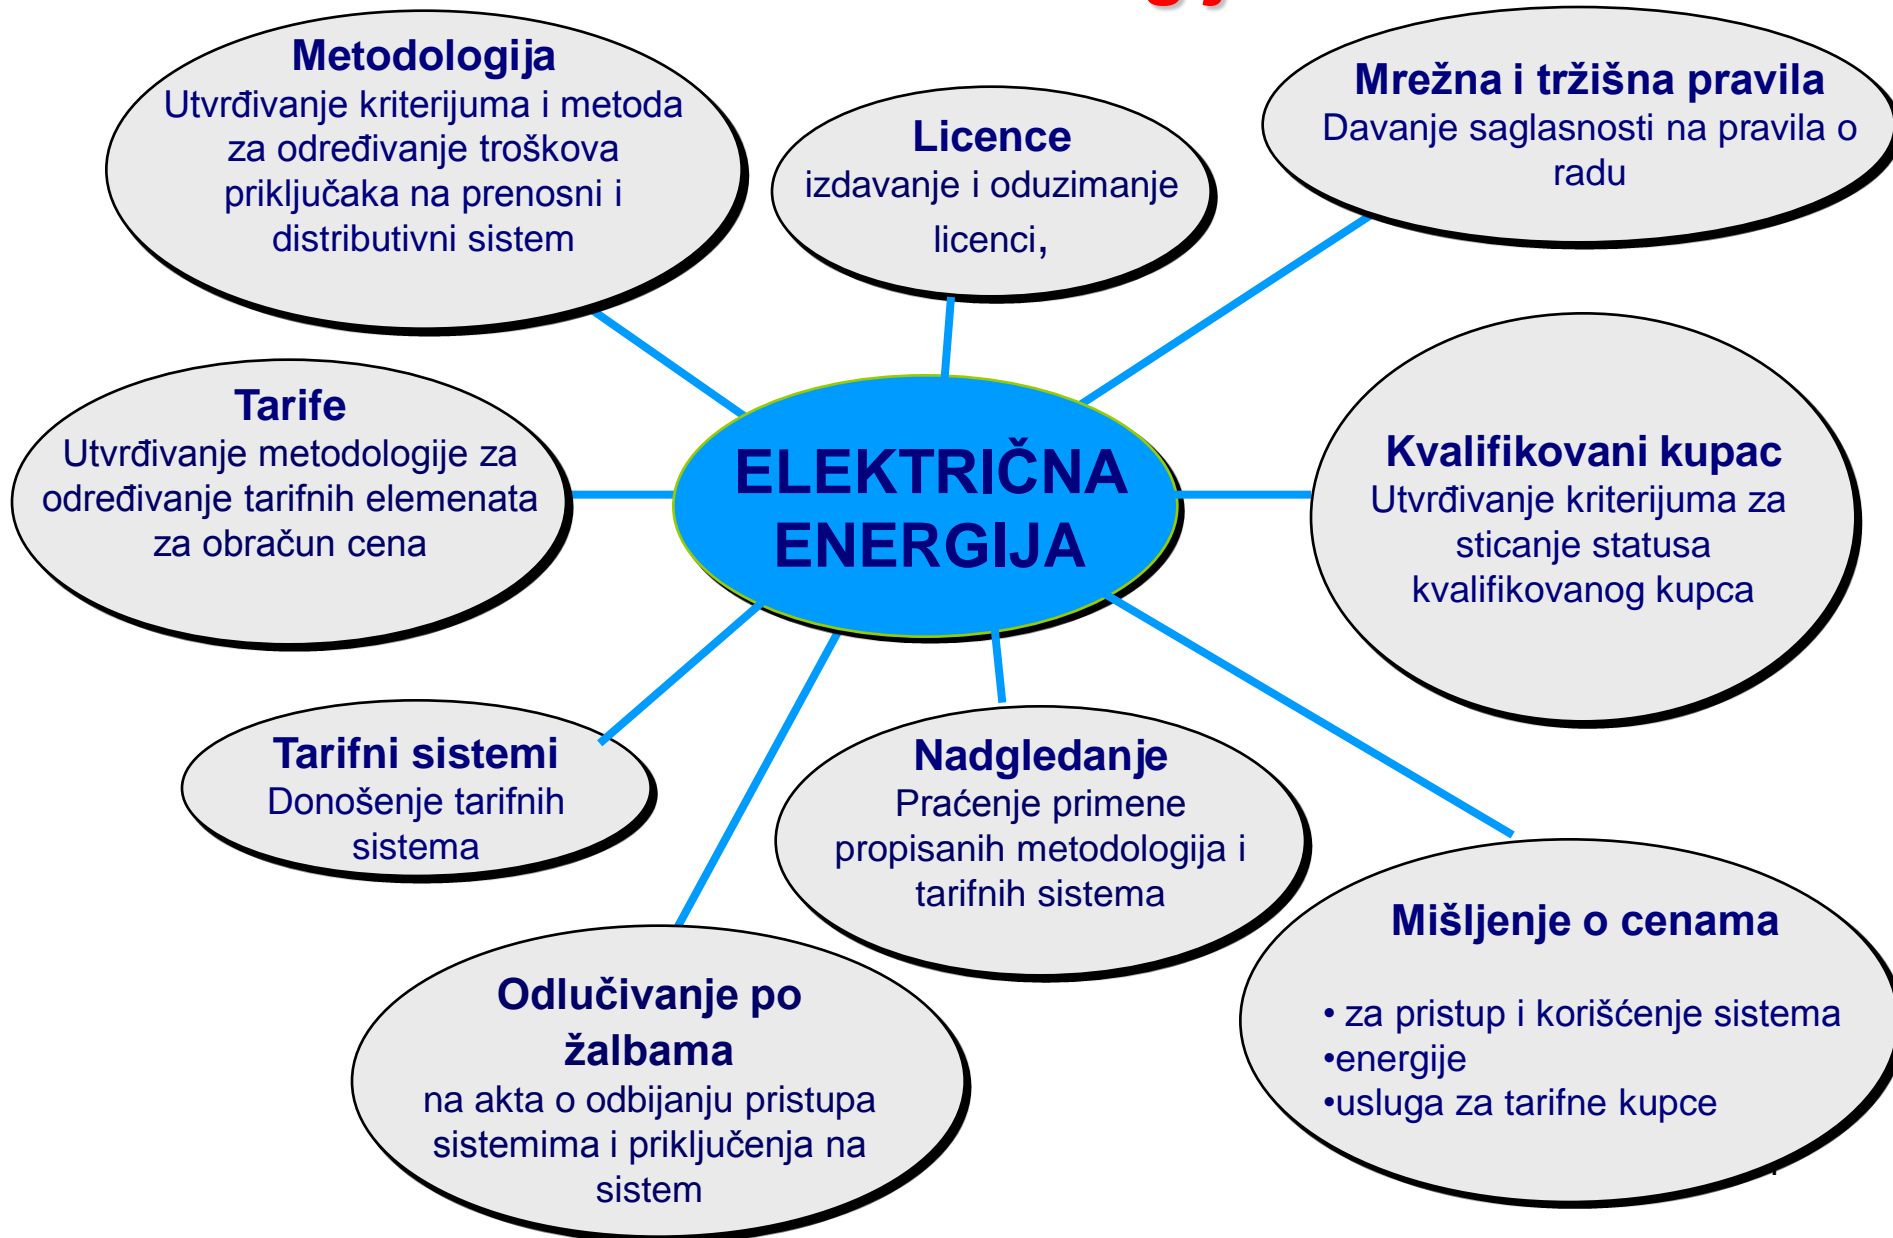 Metodologija
Utvrđivanje kriterijuma i metoda
za određivanje troškova
priključaka na prenosni i
distributivni sistem
Licence
izdavanje i oduzimanje
licenci,
Mrežna i tržišna pravila
Davanje saglasnosti na pravila o
radu
Tarife
Utvrđivanje metodologije za
određivanje tarifnih elemenata
za obračun cena
ELEKTRIČNA
ENERGIJA
Kvalifikovani kupac
Utvrđivanje kriterijuma za
sticanje statusa
kvalifikovanog kupca
Tarifni sistemi
Donošenje tarifnih
sistema
Nadgledanje
Praćenje primene
propisanih metodologija i
tarifnih sistema
Mišljenje o cenama
• za pristup i korišćenje sistema
•energije
•usluga za tarifne kupce
Odlučivanje po
žalbama
na akta o odbijanju pristupa
sistemima i priključenja na
sistem